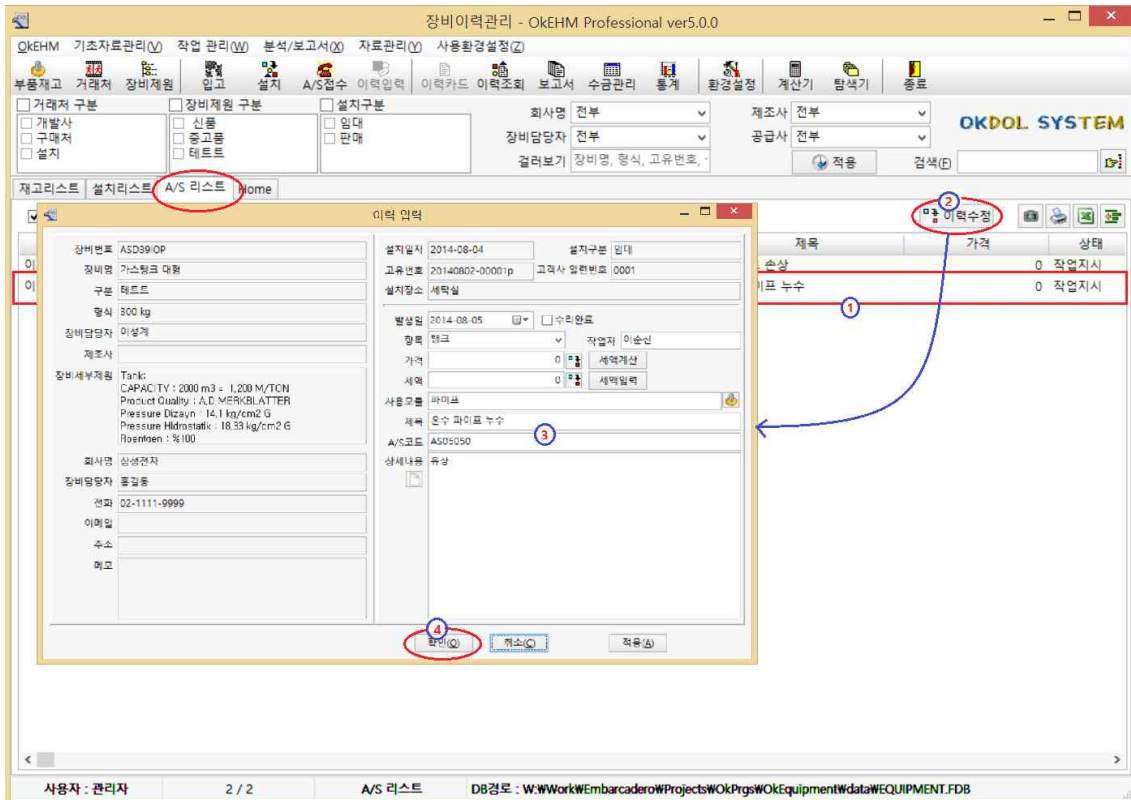 장비이력관리 - OkEHM Professional ver5.0.0
OkEHM 기초자료관리(V) 작업 관리(W) 분석/보고서(X) 자료관리(Y) 사용환경설정(Z)
부품재고 거래처 장비제원 입고 설치 A/S접수 이력입력 이력카드 이력조회 보고서 수금관리 통계 환경설정 계산기 탐색기 종료
거래처 구분 장비제원 구분 설치구분
개발사 신품 임대
구매처 중고품 판매
설치 테트트
회사명 전부 제조사 전부
장비담당자 전부 공급사 전부
걸러보기 장비명, 형식, 고유번호, 적용 검색(F)
OKDOL SYSTEM
재고리스트 설치리스트 A/S 리스트 Home
② 이력수정
제목 가격 상태
손상 0 작업지시
이프 누수 0 작업지시
①
이력 입력
장비번호 ASD39IOP
장비명 가스탱크 대형
구분 테트트
형식 300 kg
장비담당자 이성계
제조사
장비세부제원 Tank:
CAPACITY : 2000 m3 = 1,200 M/TON
Product Quality : A,D MERKBLATTER
Pressure Dizayn : 14,1 kg/cm2 G
Pressure Hidrostatik : 18,33 kg/cm2 G
Roentgen : %100
회사명 삼성전자
장비담당자 홍길동
전화 02-1111-9999
이메일
주소
메모
설치일자 2014-08-04 설치구분 임대
고유번호 20140802-00001p 고객사 일련번호 0001
설치장소 세탁실
발생일 2014-08-05 수리완료
항목 탱크 작업자 이순신
가격 0 세액계산
세액 0 세액입력
사용모듈 파이프
제목 온수 파이프 누수
③
A/S코드 AS05050
상세내용 유상
④
확인(O) 취소(C) 적용(A)
사용자 : 관리자 2 / 2 A/S 리스트 DB경로 : W:₩Work₩Embarcadero₩Projects₩OkPrgs₩OkEquipment₩data₩EQUIPMENT.FDB